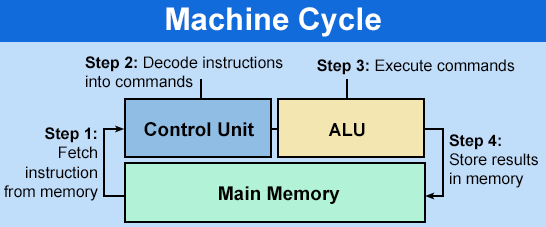 Machine Cycle
Step 2: Decode instructions
into commands
Step 3: Execute commands
Step 1:
Fetch
instruction
from memory
Control Unit
ALU
Step 4:
Store results
in memory
Main Memory